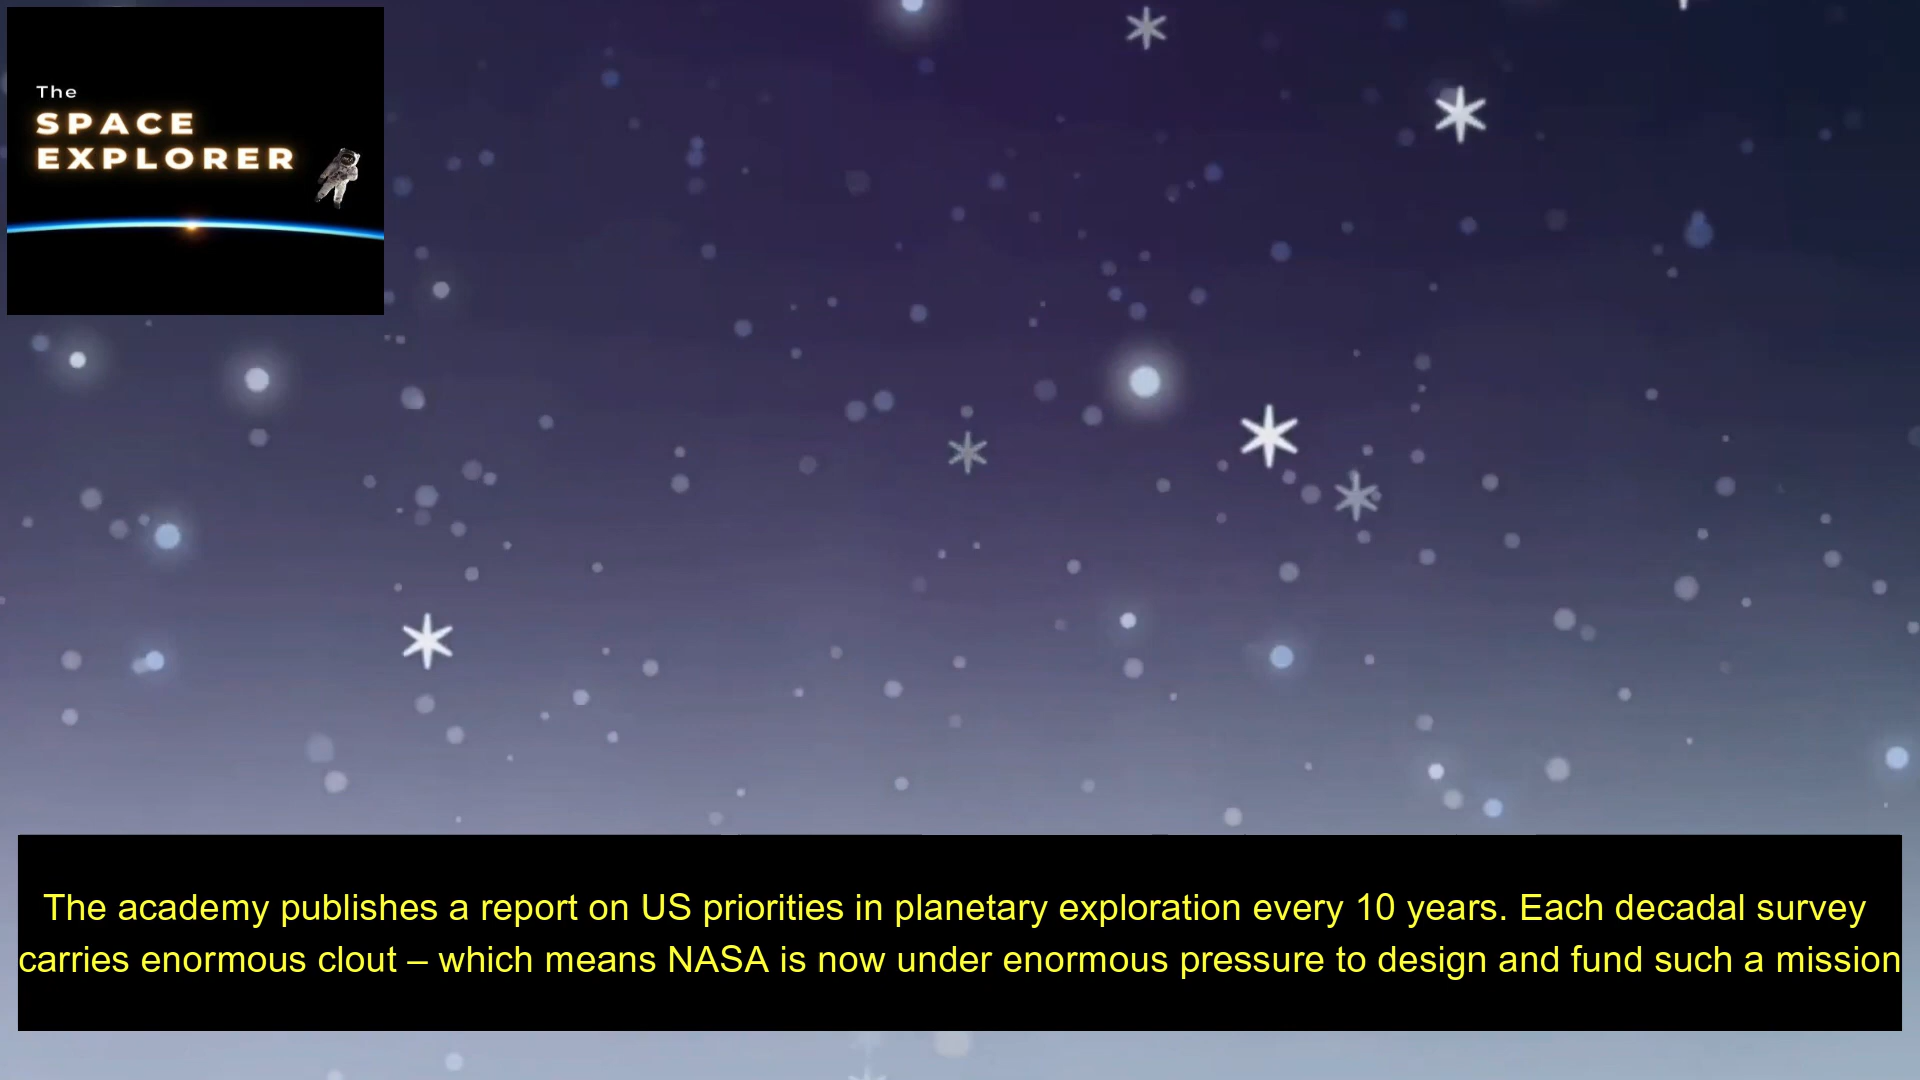 The
SPACE
EXPLORER
The academy publishes a report on US priorities in planetary exploration every 10 years. Each decadal survey
carries enormous clout – which means NASA is now under enormous pressure to design and fund such a mission